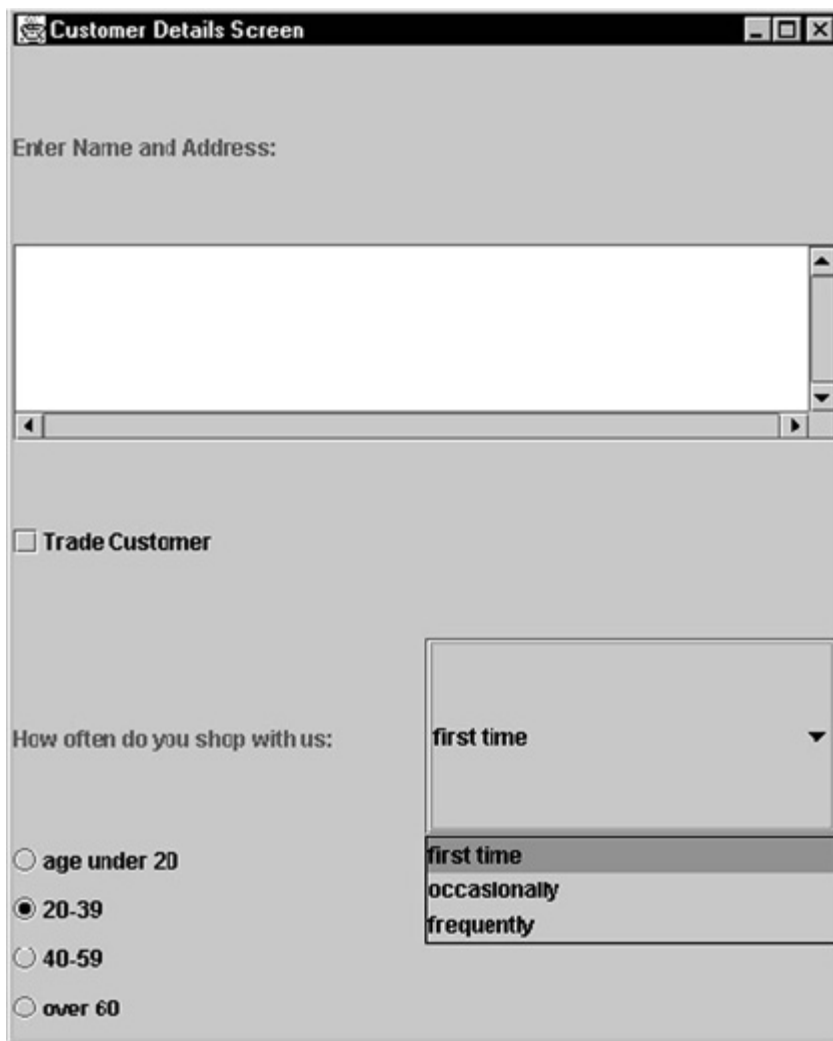 Customer Details Screen
Enter Name and Address:
Trade Customer
How often do you shop with us:
first time
first time
occasionally
frequently
age under 20
20-39
40-59
over 60